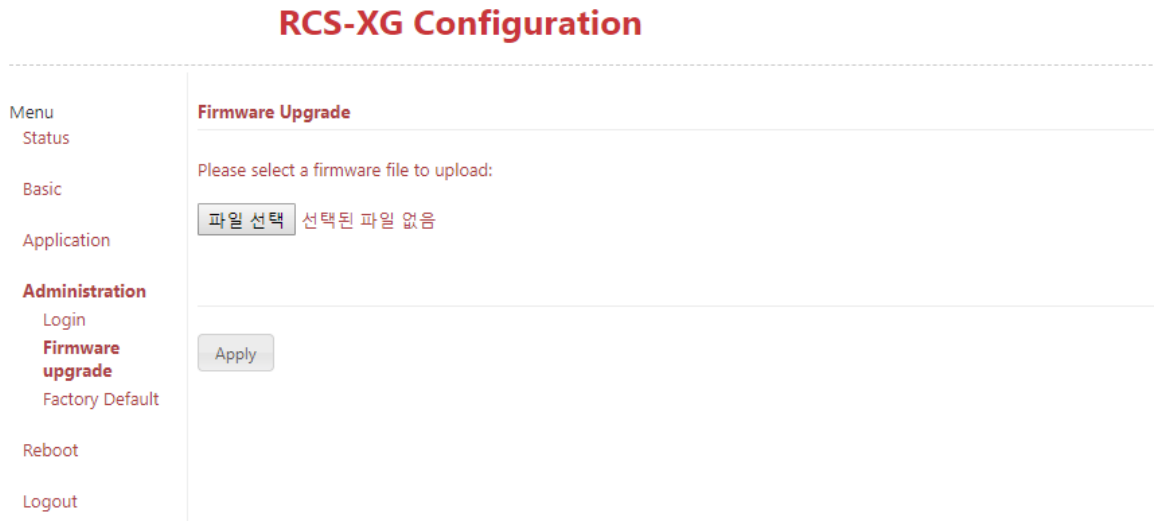 RCS-XG Configuration
Menu
Status
Basic
Application
Administration
Login
Firmware
upgrade
Factory Default
Reboot
Logout
Firmware Upgrade
Please select a firmware file to upload:
파일 선택 선택된 파일 없음
Apply